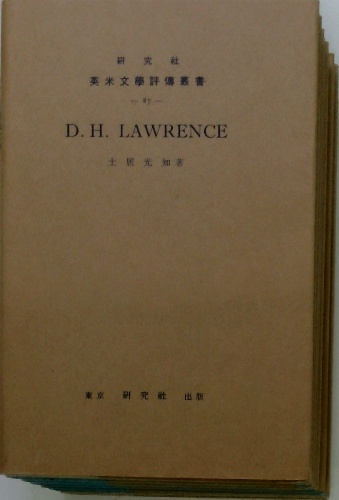 研究社
英米文學評傳叢書
— 87 —
D. H. LAWRENCE
土居光知著
東京 研究社 出版